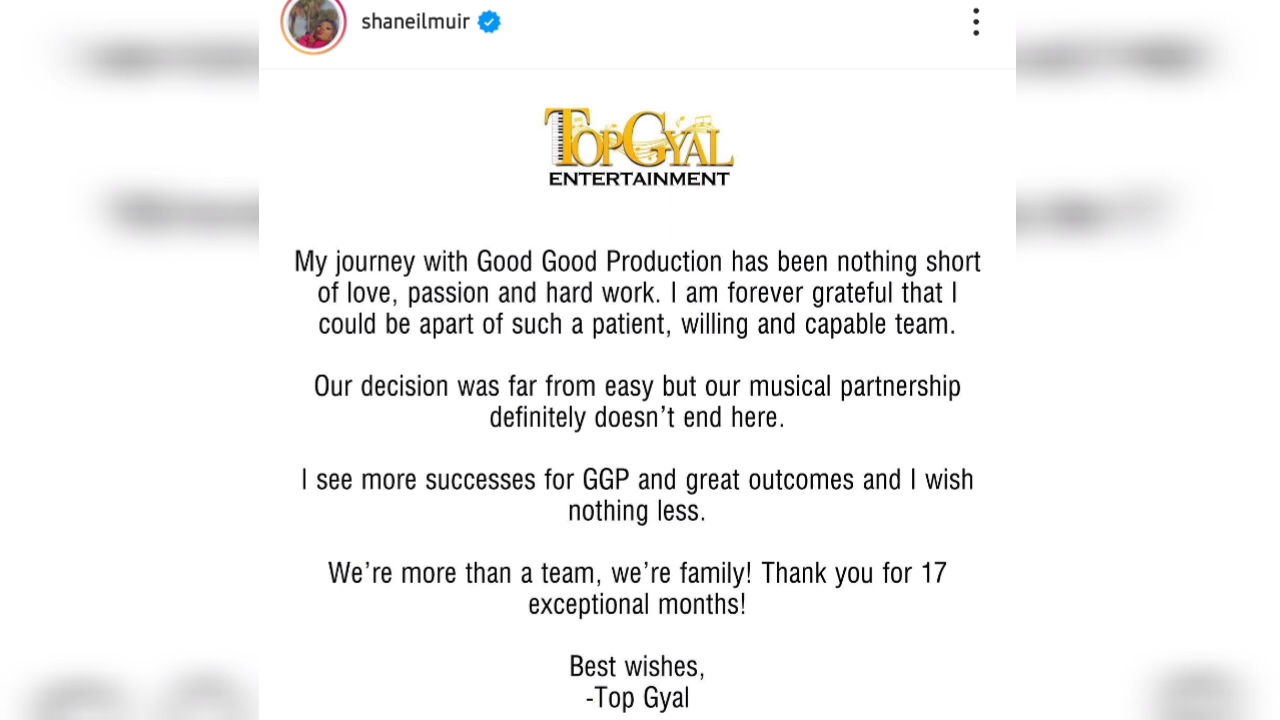 shaneilmuir
TOPGYAL
ENTERTAINMENT
My journey with Good Good Production has been nothing short
of love, passion and hard work. I am forever grateful that I
could be apart of such a patient, willing and capable team.
Our decision was far from easy but our musical partnership
definitely doesn't end here.
I see more successes for GGP and great outcomes and I wish
nothing less.
We're more than a team, we're family! Thank you for 17
exceptional months!
Best wishes,
-Top Gyal